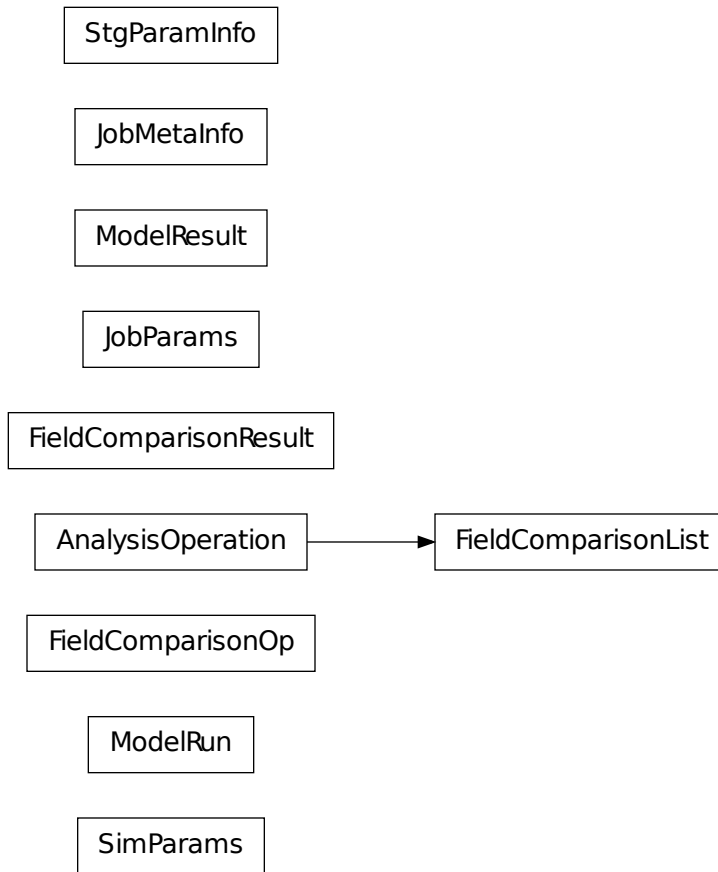 StgParamInfo
JobMetaInfo
ModelResult
JobParams
FieldComparisonResult
AnalysisOperation
FieldComparisonList
FieldComparisonOp
ModelRun
SimParams